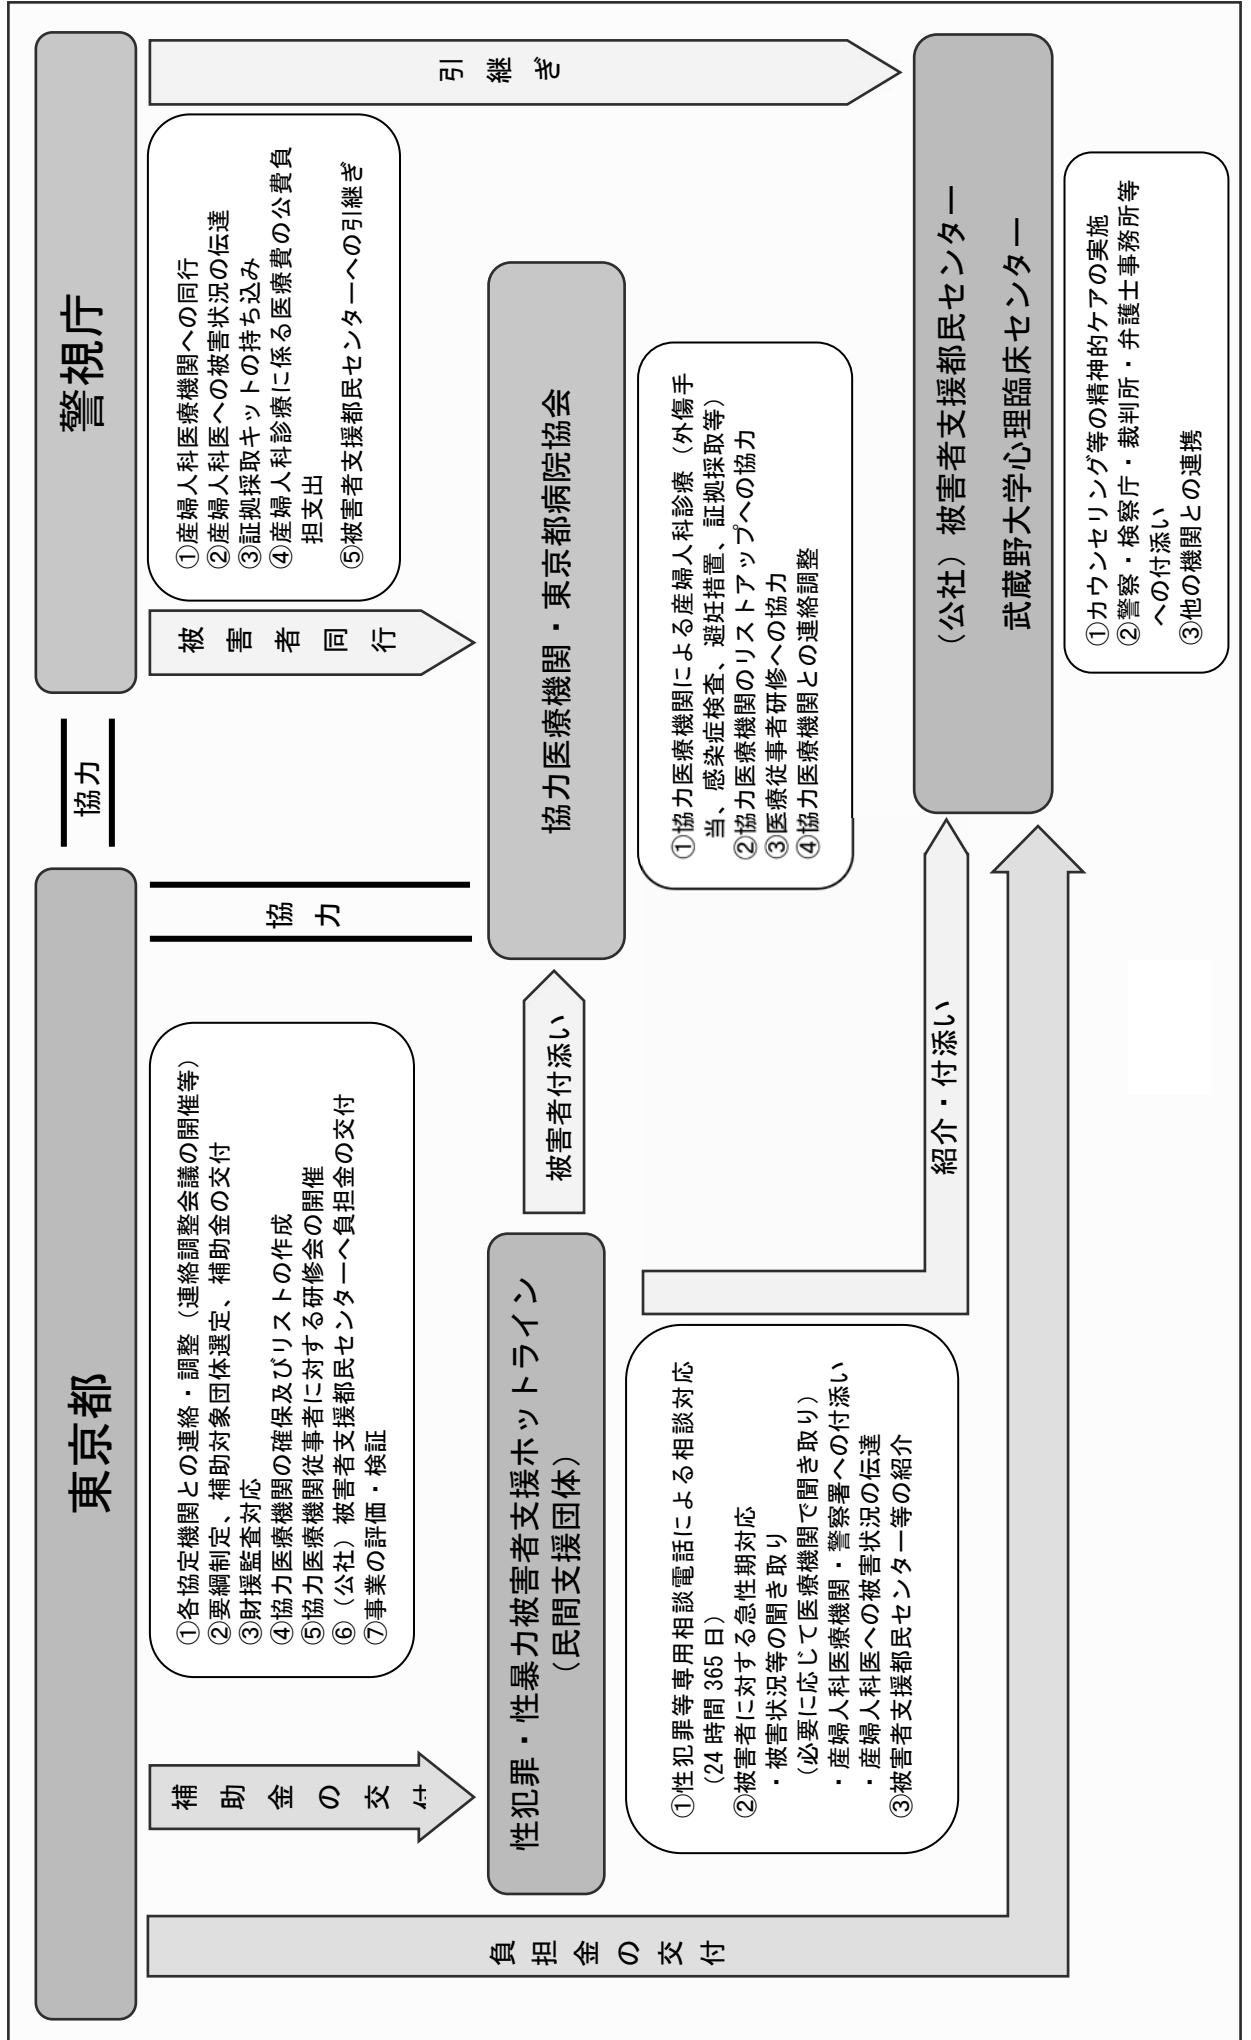 東京都
協力
警視庁
①各協定機関との連絡・調整（連絡調整会議の開催等）
②要綱制定、補助対象団体選定、補助金の交付
③財援監査対応
④協力医療機関の確保及びリストの作成
⑤協力医療機関従事者に対する研修会の開催
⑥（公社）被害者支援都民センターへ負担金の交付
⑦事業の評価・検証
①産婦人科医療機関への同行
②産婦人科医への被害状況の伝達
③証拠採取キットの持ち込み
④産婦人科診療に係る医療費の公費負
担支出
⑤被害者支援都民センターへの引継ぎ
補助金の交付
協力
被害者同行
引継ぎ
負担金の交付
性犯罪・性暴力被害者支援ホットライン
（民間支援団体）
被害者付添い
協力医療機関・東京都病院協会
①性犯罪等専用相談電話による相談対応
（24時間365日）
②被害者に対する急性期対応
・被害状況等の聞き取り
（必要に応じて医療機関で聞き取り）
・産婦人科医療機関・警察署への付添い
・産婦人科医への被害状況の伝達
③被害者支援都民センター等の紹介
①協力医療機関による産婦人科診療（外傷手
当、感染症検査、避妊措置、証拠採取等）
②協力医療機関のリストアップへの協力
③医療従事者研修への協力
④協力医療機関との連絡調整
紹介・付添い
（公社）被害者支援都民センター
武蔵野大学心理臨床センター
①カウンセリング等の精神的ケアの実施
②警察・検察庁・裁判所・弁護士事務所等
への付添い
③他の機関との連携